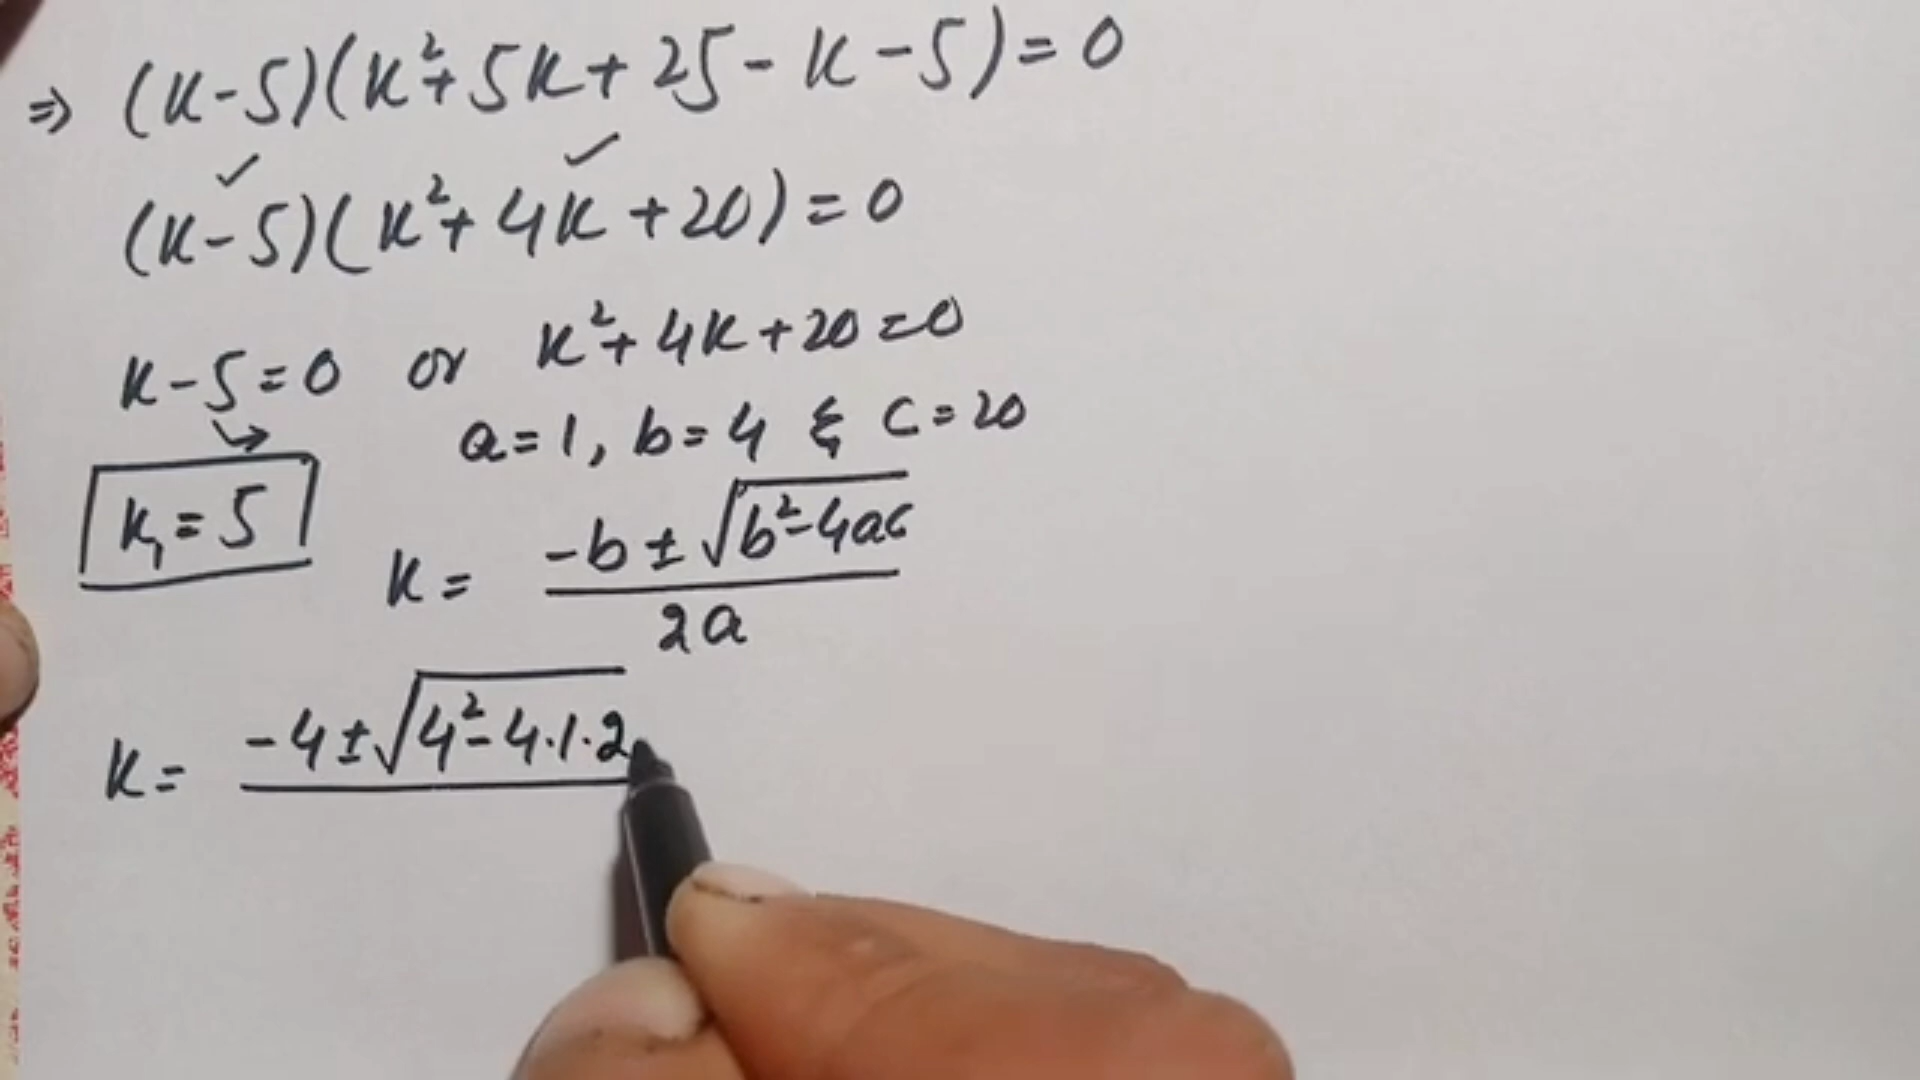 ⇒ (k-5)(k²+5k+25-k-5)=0
(k-5)(k²+4k+20)=0
k-5=0 or k²+4k+20=0
a=1, b=4 & c=20
k₁=5
k= (-b±√(b²-4ac))/2a
k= -4±√(4²-4·1·2